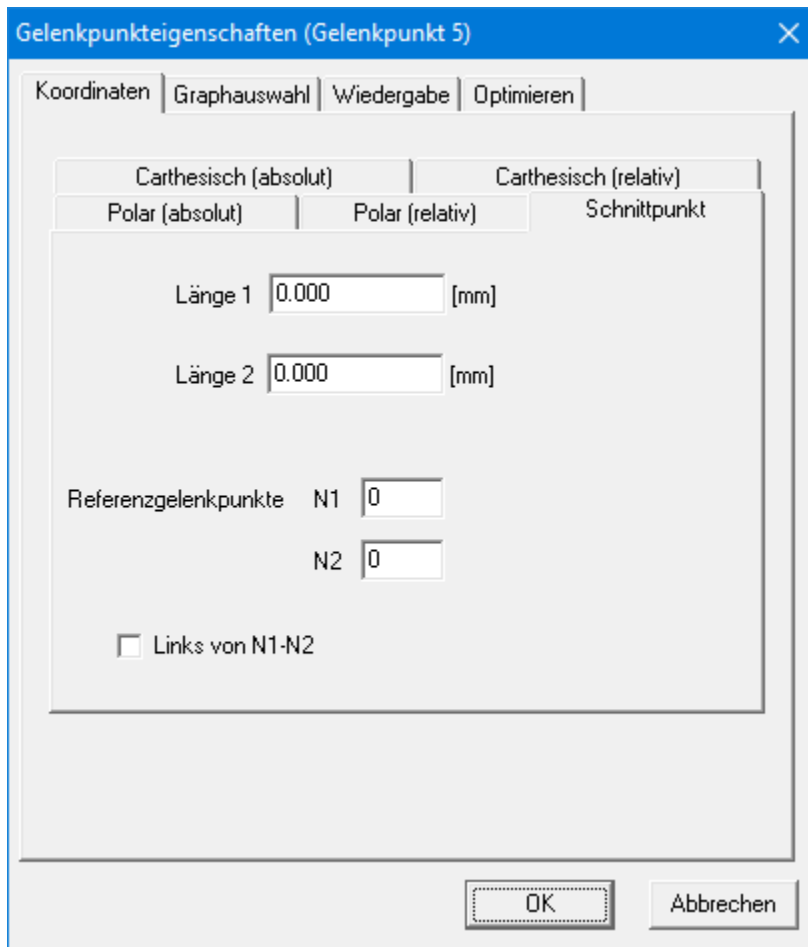 Gelenkpunkteigenschaften (Gelenkpunkt 5)
Koordinaten Graphauswahl Wiedergabe Optimieren
Carthesisch (absolut) Carthesisch (relativ)
Polar (absolut) Polar (relativ) Schnittpunkt
Länge 1 0.000 [mm]
Länge 2 0.000 [mm]
Referenzgelenkpunkte N1 0
N2 0
Links von N1-N2
OK Abbrechen